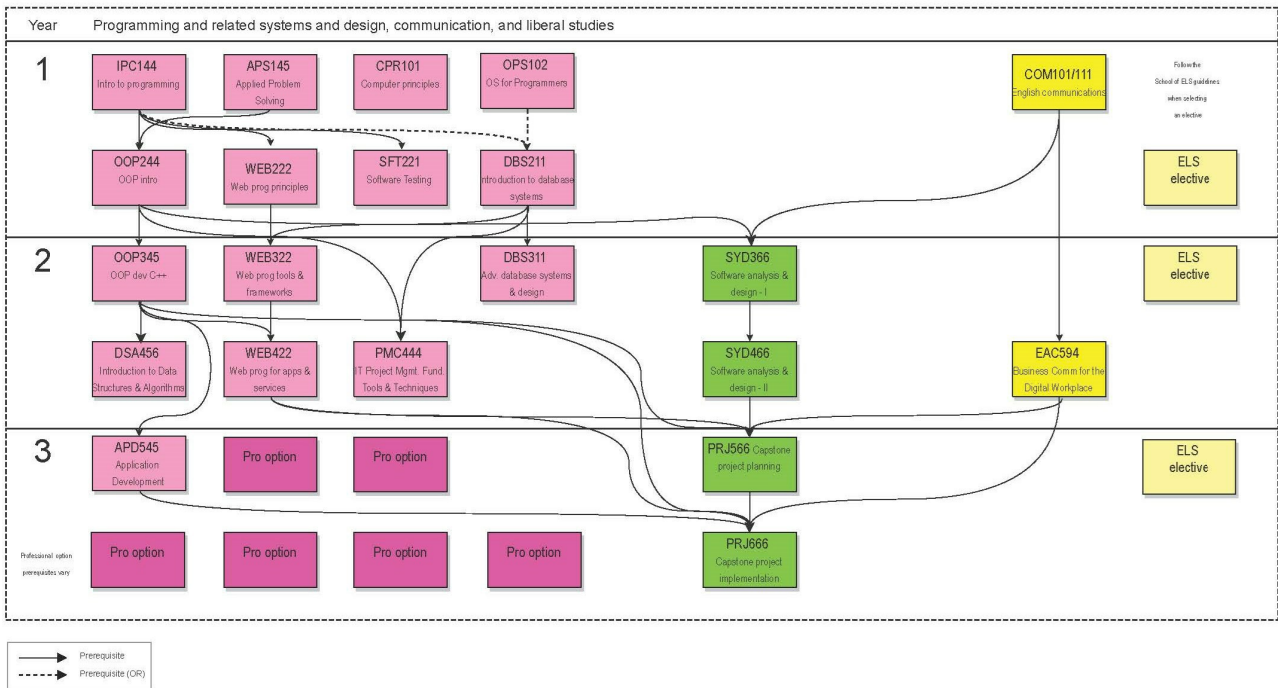 Year Programming and related systems and design, communication, and liberal studies
1
IPC144
Intro to programming
APS145
Applied Problem
Solving
CPR101
Computer principles
OPS102
OS for Programmers
COM101/111
English communications
Follow the
School of ELS guidelines
when selecting
an elective
OOP244
OOP intro
WEB222
Web prog principles
SFT221
Software Testing
DBS211
Introduction to database
systems
ELS
elective
2
OOP345
OOP dev C++
WEB322
Web prog tools &
frameworks
DBS311
Adv. database systems
& design
SYD366
Software analysis &
design - I
ELS
elective
DSA456
Introduction to Data
Structures & Algorithms
WEB422
Web prog for apps &
services
PMC444
IT Project Mgmt. Fund.
Tools & Techniques
SYD466
Software analysis &
design - II
EAC594
Business Comm for the
Digital Workplace
3
APD545
Application
Development
Pro option
Pro option
PRJ566 Capstone
project planning
ELS
elective
Professional option
prerequisites vary
Pro option
Pro option
Pro option
Pro option
PRJ666
Capstone project
implementation
Prerequisite
Prerequisite (OR)